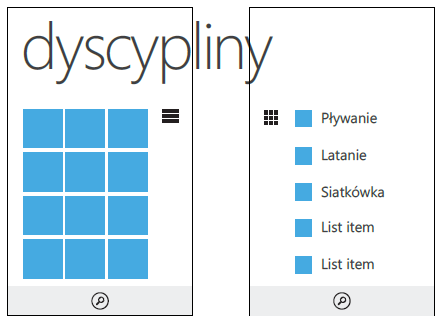 dyscypliny
Pływanie
Latanie
Siatkówka
List item
List item